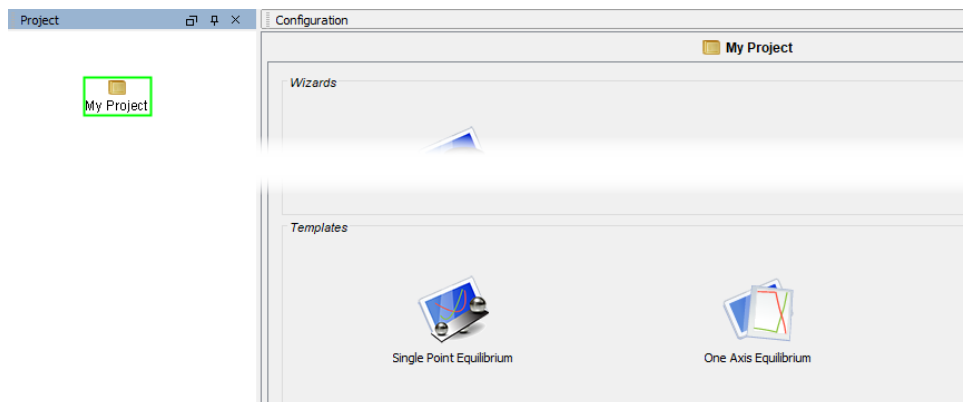 Project
Configuration
My Project
Wizards
My Project
Templates
Single Point Equilibrium
One Axis Equilibrium